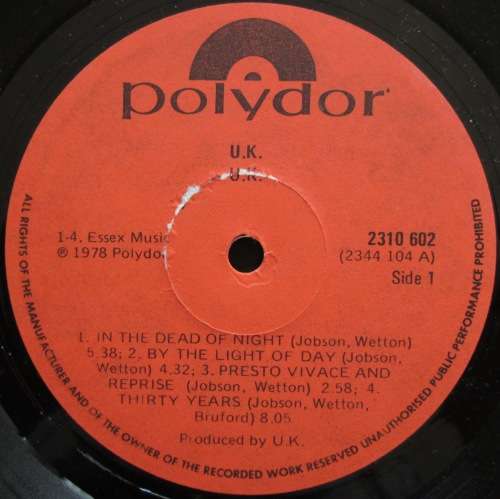 polydor
U.K.
U.K.
1-4. Essex Music
℗ 1978 Polydor
2310 602
(2344 104 A)
Side 1
1. IN THE DEAD OF NIGHT (Jobson, Wetton)
5.38; 2. BY THE LIGHT OF DAY (Jobson,
Wetton) 4.32; 3. PRESTO VIVACE AND
REPRISE (Jobson, Wetton) 2.58; 4.
THIRTY YEARS (Jobson, Wetton,
Bruford) 8.05
Produced by U.K.
ALL RIGHTS OF THE MANUFACTURER AND OF THE OWNER OF THE RECORDED WORK RESERVED UNAUTHORISED PUBLIC PERFORMANCE PROHIBITED